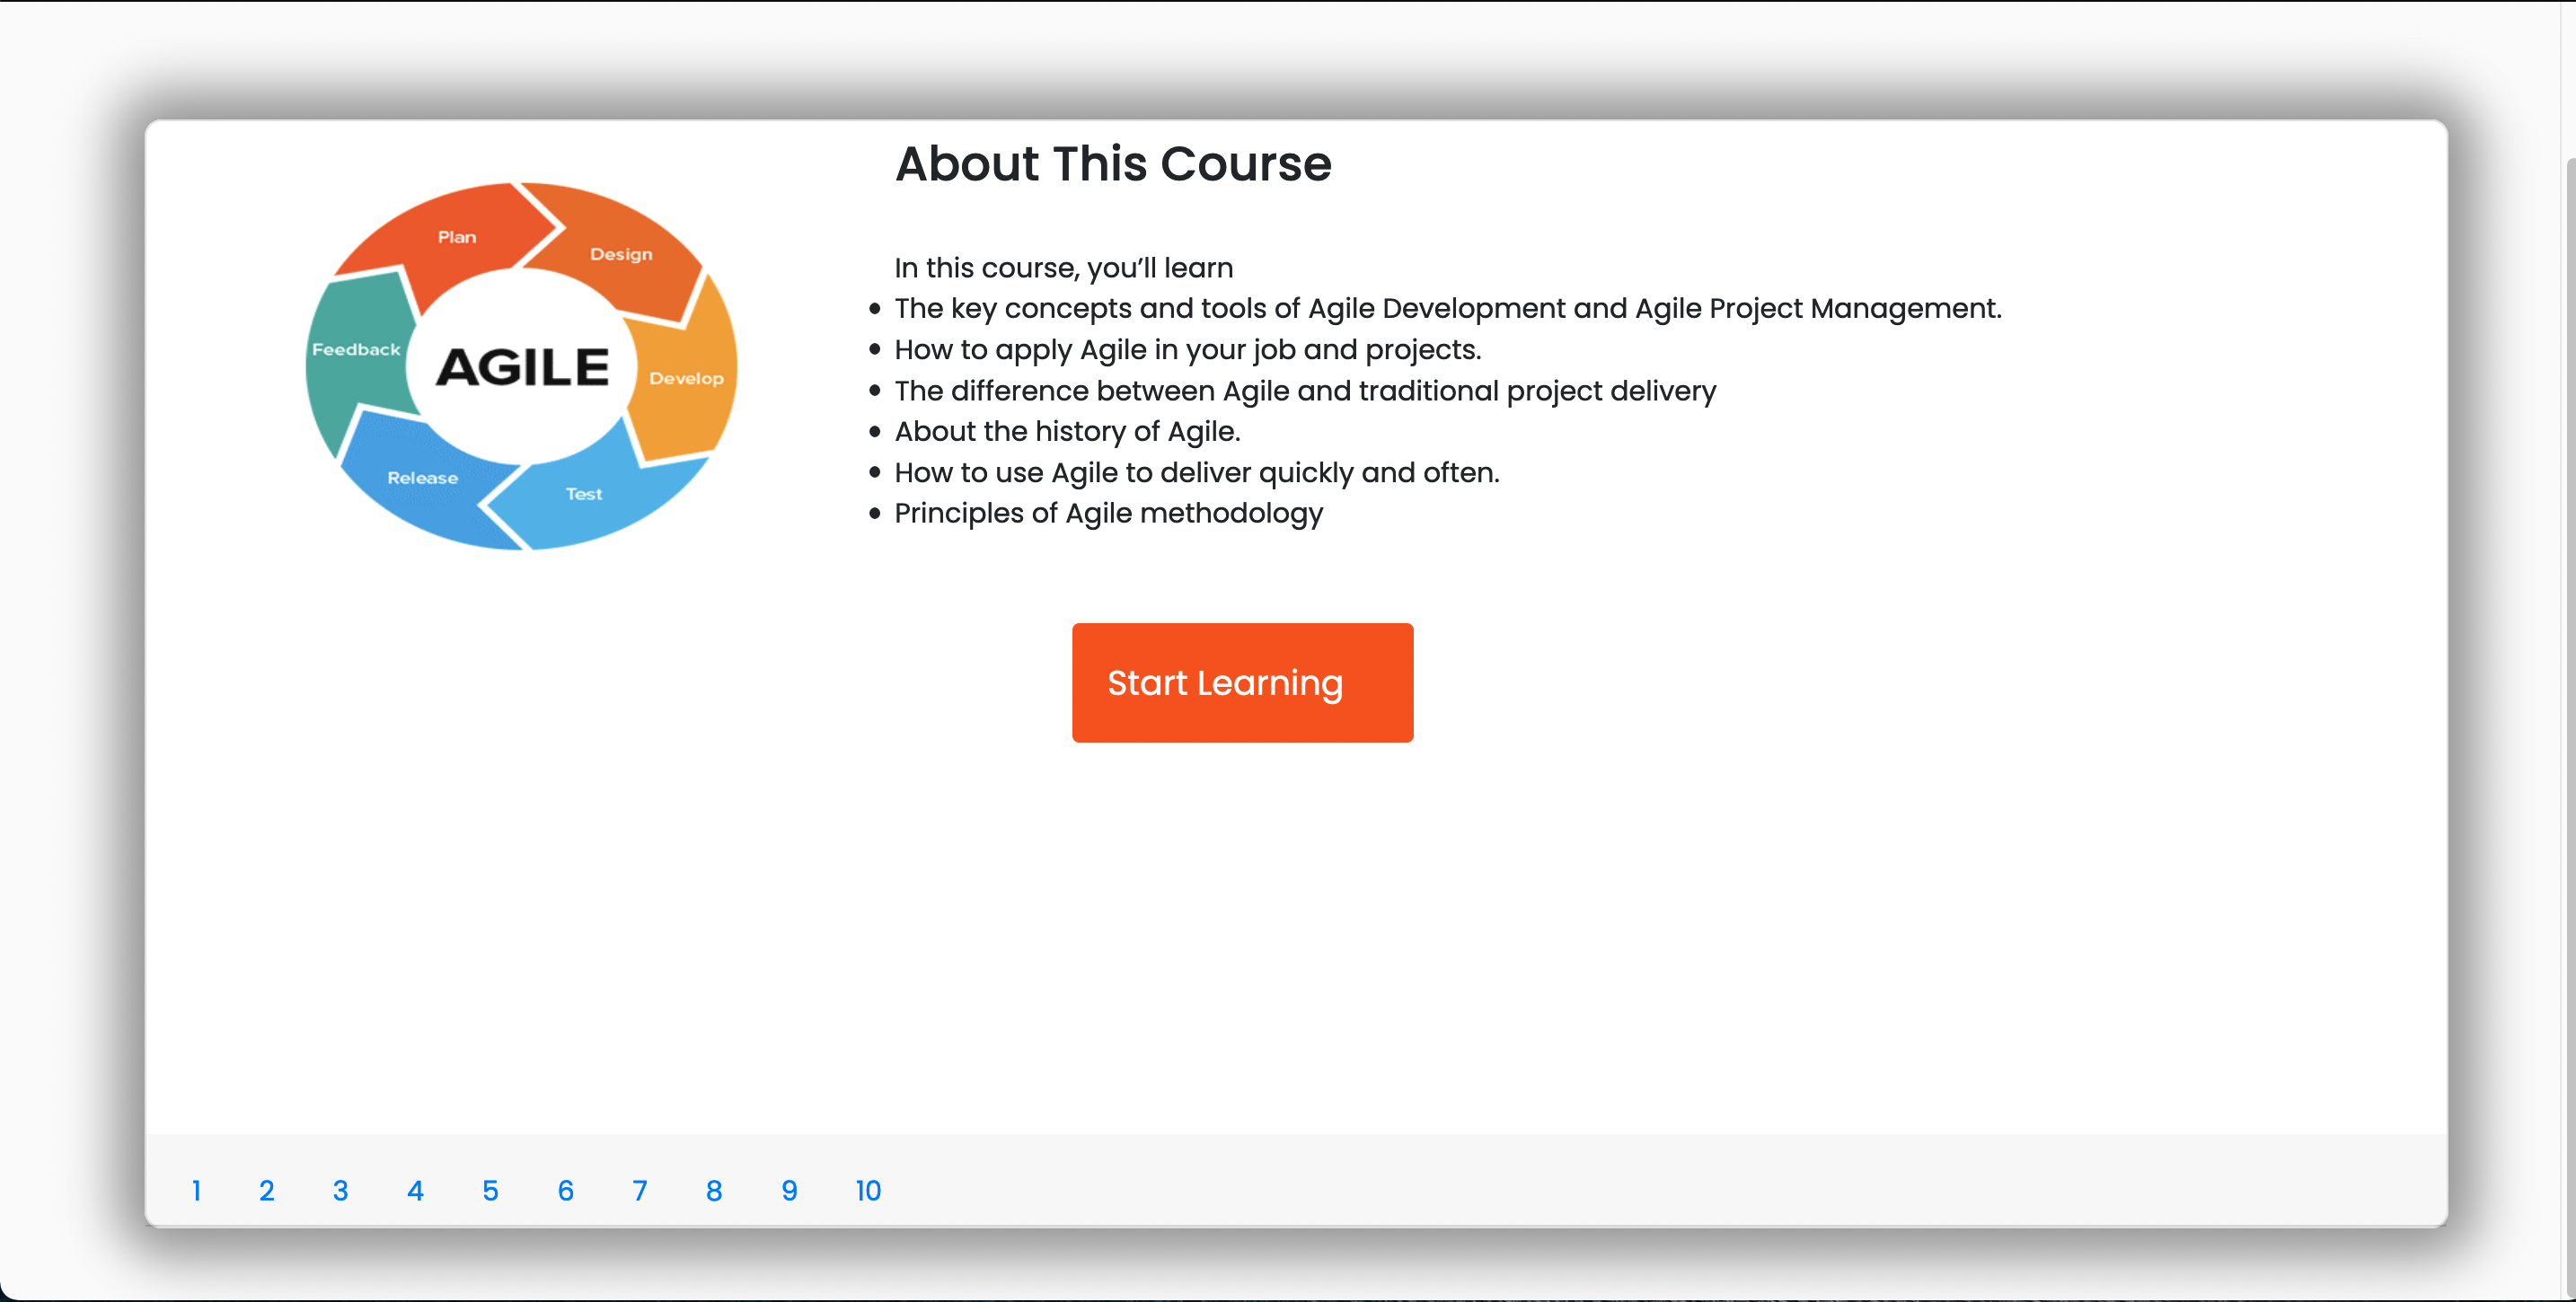 About This Course
Plan
Design
Feedback
AGILE
Develop
Release
Test
In this course, you’ll learn
The key concepts and tools of Agile Development and Agile Project Management.
How to apply Agile in your job and projects.
The difference between Agile and traditional project delivery
About the history of Agile.
How to use Agile to deliver quickly and often.
Principles of Agile methodology
Start Learning
1 2 3 4 5 6 7 8 9 10